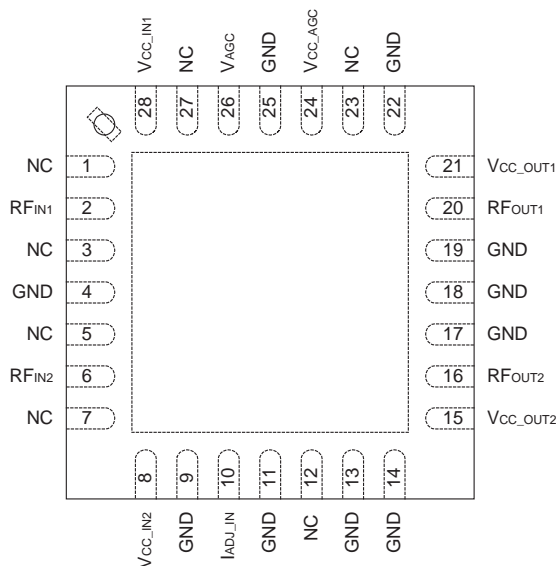 VCC_IN1 NC VAGC GND VCC_AGC NC GND
28 27 26 25 24 23 22
NC 1 21 VCC_OUT1
RFIN1 2 20 RFOUT1
NC 3 19 GND
GND 4 18 GND
NC 5 17 GND
RFIN2 6 16 RFOUT2
NC 7 15 VCC_OUT2
8 9 10 11 12 13 14
VCC_IN2 GND IADJ_IN GND NC GND GND